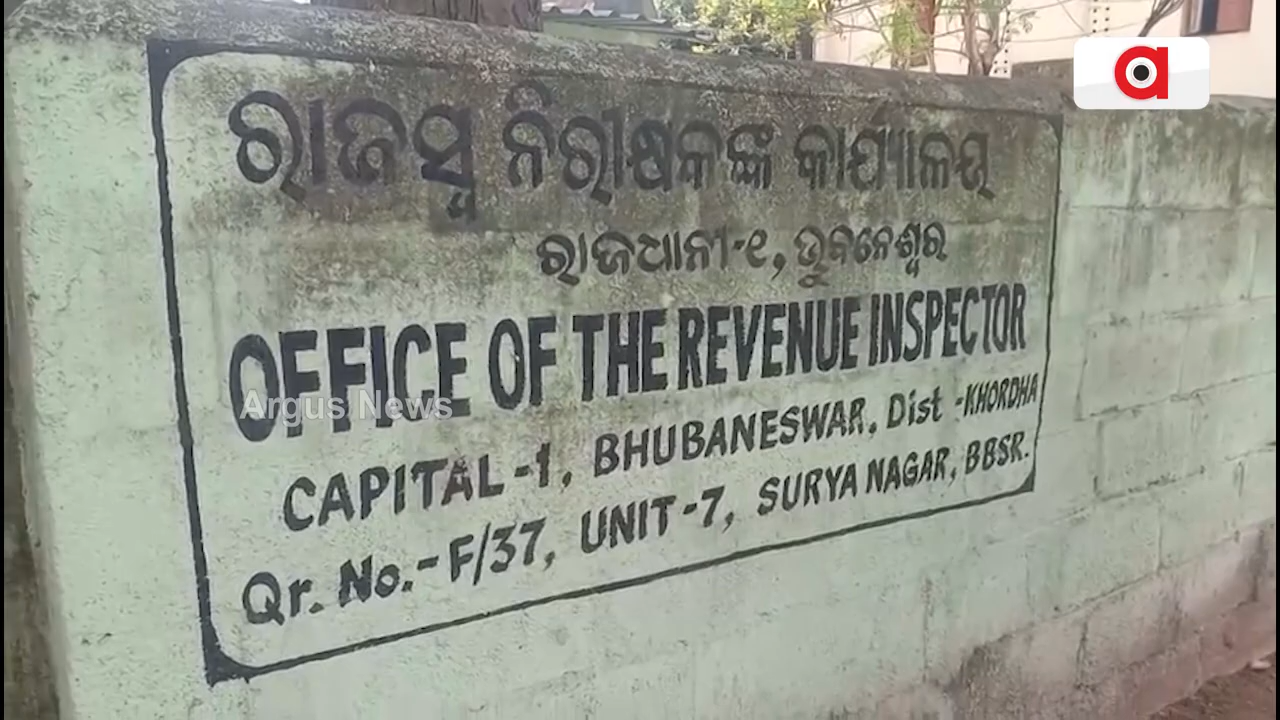 ରାଜସ୍ୱ ନିରୀକ୍ଷକଙ୍କ କାର୍ଯ୍ୟାଳୟ
ରାଜଧାନୀ-୧, ଭୁବନେଶ୍ୱର
OFFICE OF THE REVENUE INSPECTOR
Argus News
CAPITAL-1, BHUBANESWAR, Dist-KHORDHA
Qr. No.-F/37, UNIT-7, SURYA NAGAR, BBSR.